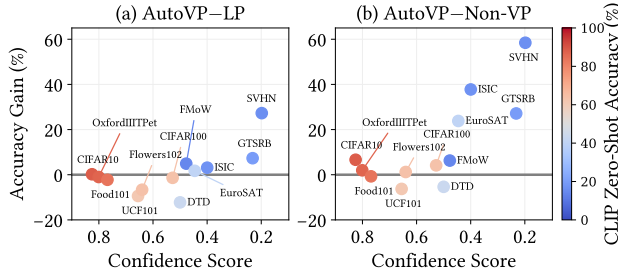 (a) AutoVP−LP
(b) AutoVP−Non-VP
Accuracy Gain (%)
60
40
20
0
−20
0.8
0.6
0.4
0.2
Confidence Score
SVHN
FMoW
OxfordIIITPet
CIFAR100
GTSRB
CIFAR10
Flowers102
ISIC
Food101
EuroSAT
UCF101
DTD
60
40
20
0
−20
0.8
0.6
0.4
0.2
Confidence Score
SVHN
ISIC
GTSRB
OxfordIIITPet
EuroSAT
CIFAR100
CIFAR10
Flowers102
FMoW
Food101
DTD
UCF101
100
80
60
40
20
0
CLIP Zero-Shot Accuracy (%)